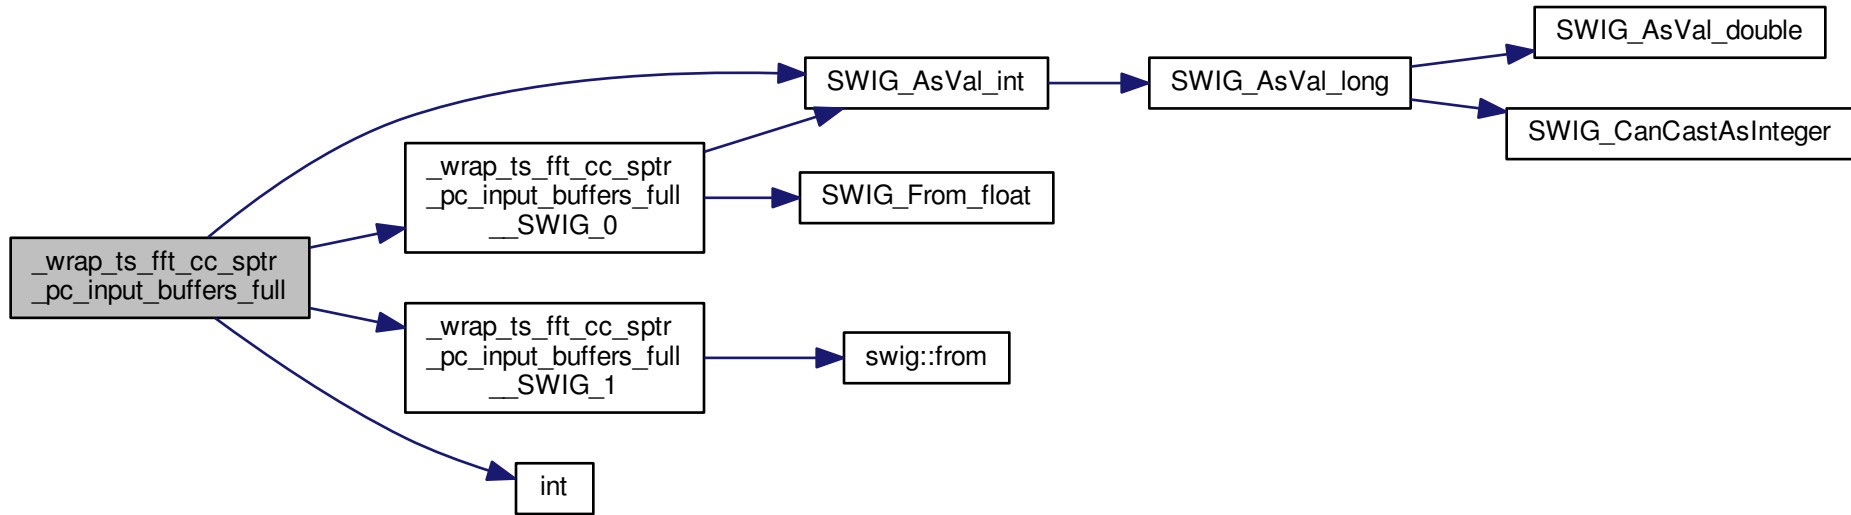 _wrap_ts_fft_cc_sptr
_pc_input_buffers_full
SWIG_AsVal_int
SWIG_AsVal_long
SWIG_AsVal_double
SWIG_CanCastAsInteger
_wrap_ts_fft_cc_sptr
_pc_input_buffers_full
__SWIG_0
SWIG_From_float
_wrap_ts_fft_cc_sptr
_pc_input_buffers_full
__SWIG_1
swig::from
int